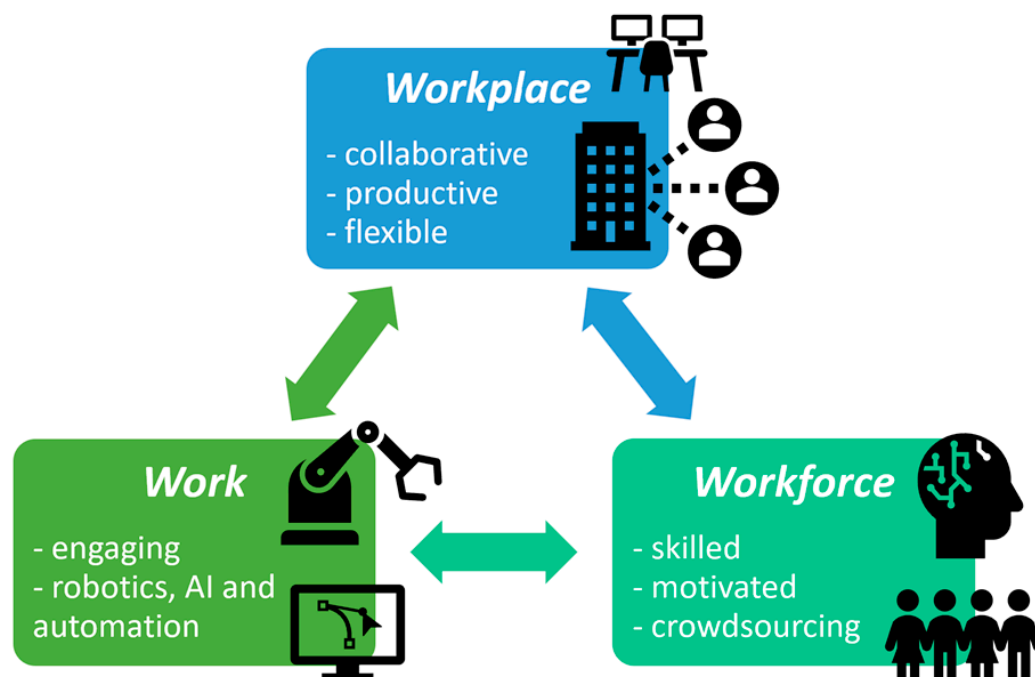 Workplace
- collaborative
- productive
- flexible
Work
- engaging
- robotics, AI and
automation
Workforce
- skilled
- motivated
- crowdsourcing